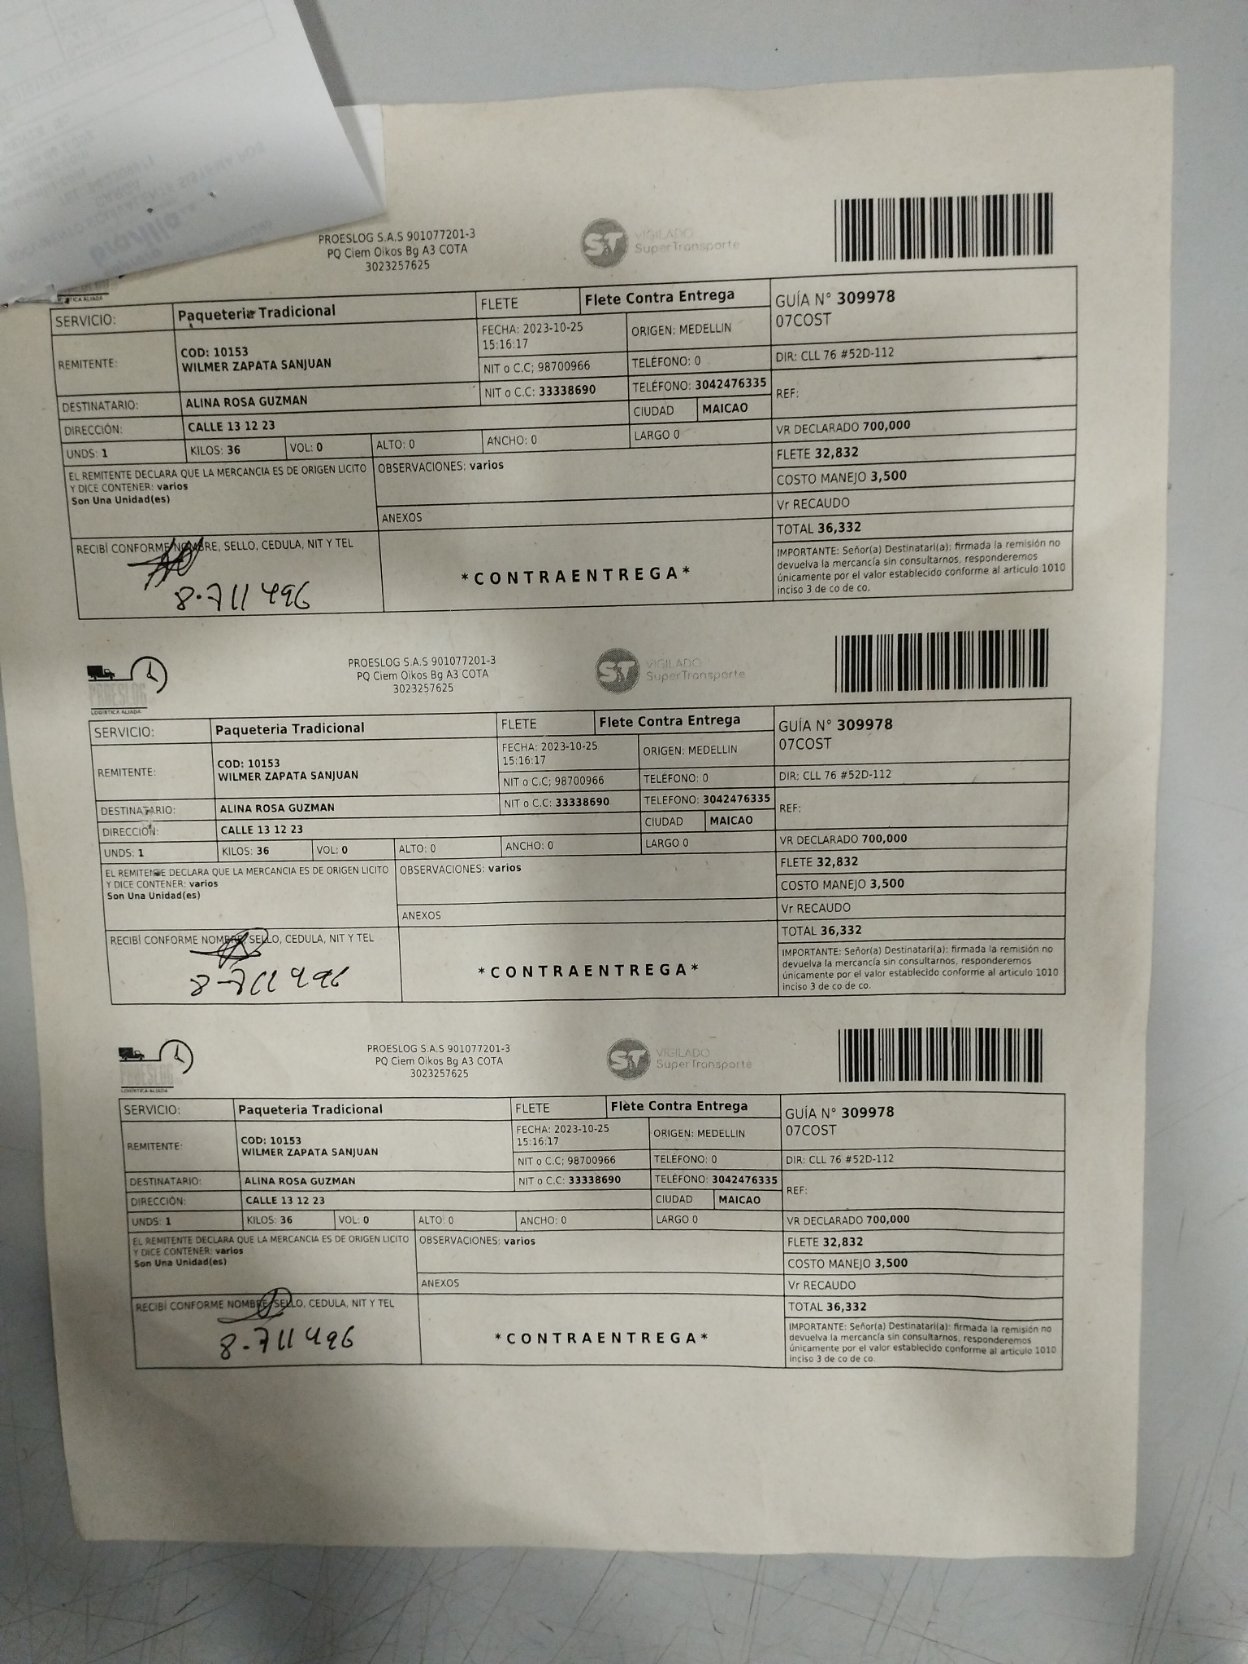 PROESLOG S.A.S 901077201-3
PQ Ciem Oikos Bg A3 COTA
3023257625
ST VIGILADO
SuperTransporte
SERVICIO: Paqueteria Tradicional FLETE Flete Contra Entrega GUÍA N° 309978
07COST
REMITENTE: COD: 10153
WILMER ZAPATA SANJUAN
FECHA: 2023-10-25
15:16:17
ORIGEN: MEDELLIN
NIT o C.C; 98700966 TELÉFONO: 0 DIR: CLL 76 #52D-112
DESTINATARIO: ALINA ROSA GUZMAN NIT o C.C: 33338690 TELÉFONO: 3042476335 REF:
DIRECCIÓN: CALLE 13 12 23 CIUDAD MAICAO
UNDS: 1 KILOS: 36 VOL: 0 ALTO: 0 ANCHO: 0 LARGO 0 VR DECLARADO 700,000
EL REMITENTE DECLARA QUE LA MERCANCIA ES DE ORIGEN LICITO
Y DICE CONTENER: varios
Son Una Unidad(es)
OBSERVACIONES: varios
ANEXOS
FLETE 32,832
COSTO MANEJO 3,500
Vr RECAUDO
TOTAL 36,332
RECIBÍ CONFORME NOMBRE, SELLO, CEDULA, NIT Y TEL
8-711496
*CONTRAENTREGA*
IMPORTANTE: Señor(a) Destinatari(a): firmada la remisión no
devuelva la mercancía sin consultarnos, responderemos
únicamente por el valor establecido conforme al articulo 1010
inciso 3 de co de co.
PROESLOG
LOGISTICA ALIADA
PROESLOG S.A.S 901077201-3
PQ Ciem Oikos Bg A3 COTA
3023257625
ST VIGILADO
SuperTransporte
SERVICIO: Paqueteria Tradicional FLETE Flete Contra Entrega GUÍA N° 309978
07COST
REMITENTE: COD: 10153
WILMER ZAPATA SANJUAN
FECHA: 2023-10-25
15:16:17
ORIGEN: MEDELLIN
NIT o C.C; 98700966 TELÉFONO: 0 DIR: CLL 76 #52D-112
DESTINATARIO: ALINA ROSA GUZMAN NIT o C.C: 33338690 TELÉFONO: 3042476335 REF:
DIRECCIÓN: CALLE 13 12 23 CIUDAD MAICAO
UNDS: 1 KILOS: 36 VOL: 0 ALTO: 0 ANCHO: 0 LARGO 0 VR DECLARADO 700,000
EL REMITENTE DECLARA QUE LA MERCANCIA ES DE ORIGEN LICITO
Y DICE CONTENER: varios
Son Una Unidad(es)
OBSERVACIONES: varios
ANEXOS
FLETE 32,832
COSTO MANEJO 3,500
Vr RECAUDO
TOTAL 36,332
RECIBÍ CONFORME NOMBRE, SELLO, CEDULA, NIT Y TEL
8-711496
*CONTRAENTREGA*
IMPORTANTE: Señor(a) Destinatari(a): firmada la remisión no
devuelva la mercancía sin consultarnos, responderemos
únicamente por el valor establecido conforme al articulo 1010
inciso 3 de co de co.
PROESLOG
LOGISTICA ALIADA
PROESLOG S.A.S 901077201-3
PQ Ciem Oikos Bg A3 COTA
3023257625
ST VIGILADO
SuperTransporte
SERVICIO: Paqueteria Tradicional FLETE Flete Contra Entrega GUÍA N° 309978
07COST
REMITENTE: COD: 10153
WILMER ZAPATA SANJUAN
FECHA: 2023-10-25
15:16:17
ORIGEN: MEDELLIN
NIT o C.C; 98700966 TELÉFONO: 0 DIR: CLL 76 #52D-112
DESTINATARIO: ALINA ROSA GUZMAN NIT o C.C: 33338690 TELÉFONO: 3042476335 REF:
DIRECCIÓN: CALLE 13 12 23 CIUDAD MAICAO
UNDS: 1 KILOS: 36 VOL: 0 ALTO: 0 ANCHO: 0 LARGO 0 VR DECLARADO 700,000
EL REMITENTE DECLARA QUE LA MERCANCIA ES DE ORIGEN LICITO
Y DICE CONTENER: varios
Son Una Unidad(es)
OBSERVACIONES: varios
ANEXOS
FLETE 32,832
COSTO MANEJO 3,500
Vr RECAUDO
TOTAL 36,332
RECIBÍ CONFORME NOMBRE, SELLO, CEDULA, NIT Y TEL
8-711496
*CONTRAENTREGA*
IMPORTANTE: Señor(a) Destinatari(a): firmada la remisión no
devuelva la mercancía sin consultarnos, responderemos
únicamente por el valor establecido conforme al articulo 1010
inciso 3 de co de co.